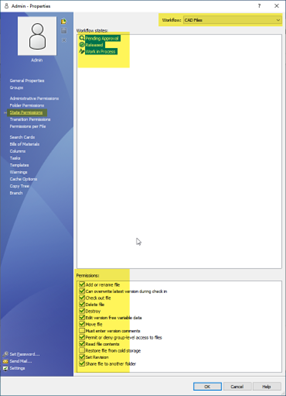 Admin - Properties
Admin
General Properties
Groups
Administrative Permissions
Folder Permissions
State Permissions
Transition Permissions
Permissions per File
Search Cards
Bill of Materials
Columns
Tasks
Templates
Warnings
Cache Options
Copy Tree
Branch
Set Password...
Send Mail...
Settings
Workflow: CAD Files
Workflow states:
Pending Approval
Released
Work in Process
Permissions:
Add or rename file
Can overwrite latest version during check in
Check out file
Delete file
Destroy
Edit version free variable data
Move file
Must enter version comments
Permit or deny group-level access to files
Read file contents
Restore file from cold storage
Set Revision
Share file to another folder
OK
Cancel
Help